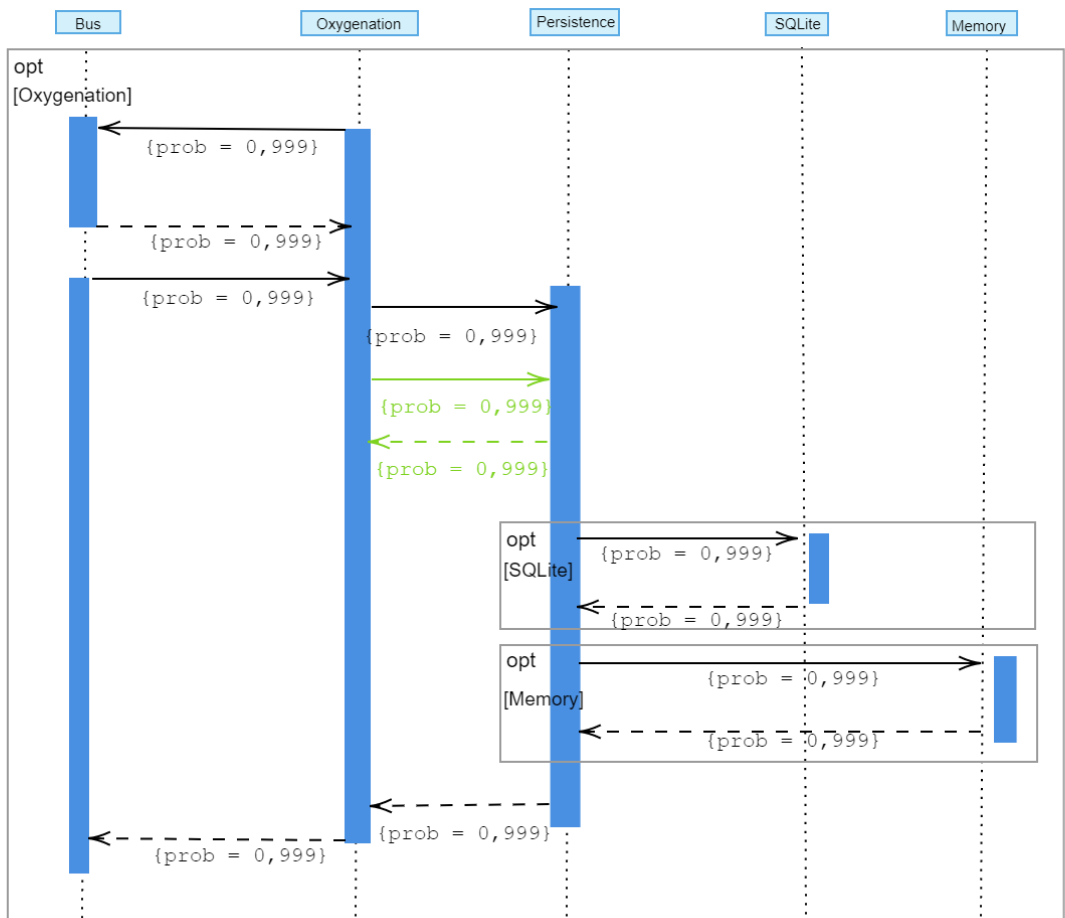 Bus
Oxygenation
Persistence
SQLite
Memory
opt
[Oxygenation]
{prob = 0,999}
{prob = 0,999}
{prob = 0,999}
{prob = 0,999}
{prob = 0,999}
{prob = 0,999}
opt
{prob = 0,999}
[SQLite]
{prob = 0,999}
opt
{prob = 0,999}
[Memory]
{prob = 0,999}
{prob = 0,999}
{prob = 0,999}